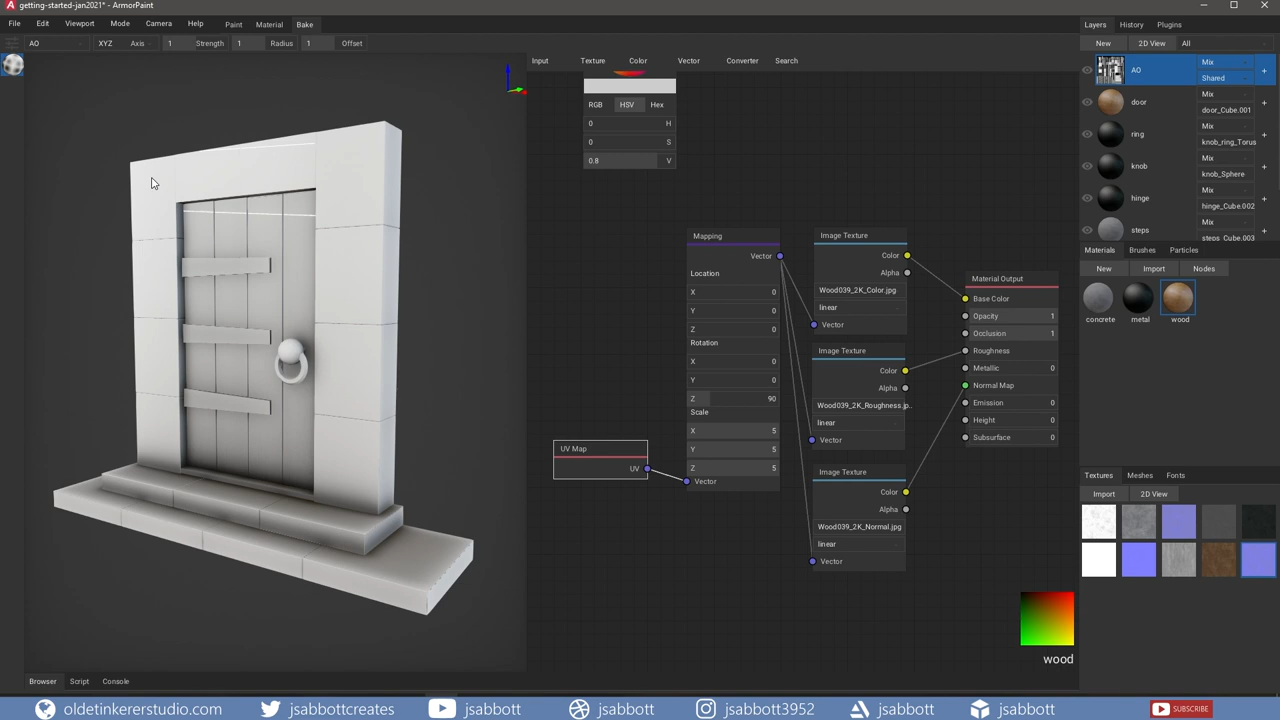 getting-started-jan2021* - ArmorPaint
File Edit Viewport Mode Camera Help Paint Material Bake
AO XYZ Axis 1 Strength 1 Radius 1 Offset
Input Texture Color Vector Converter Search
RGB HSV Hex
0 H
0 S
0.8 V
Mapping
Vector
Location
X 0
Y 0
Z 0
Rotation
X 0
Y 0
Z 90
Scale
X 5
Y 5
Z 5
Vector
UV Map
UV
Image Texture
Color
Alpha
Wood039_2K_Color.jpg
linear
Vector
Image Texture
Color
Alpha
Wood039_2K_Roughness.jp..
linear
Vector
Image Texture
Color
Alpha
Wood039_2K_Normal.jpg
linear
Vector
Material Output
Base Color
Opacity 1
Occlusion 1
Roughness
Metallic 0
Normal Map
Emission 0
Height 0
Subsurface 0
wood
Layers History Plugins
New 2D View All
AO Mix
Shared +
door Mix
door_Cube.001 +
ring Mix
knob_ring_Torus +
knob Mix
knob_Sphere +
hinge Mix
hinge_Cube.002 +
steps Mix
steps_Cube.003 +
Materials Brushes Particles
New Import Nodes
concrete metal wood
Textures Meshes Fonts
Import 2D View
Browser Script Console
oldetinkererstudio.com jsabbottcreates jsabbott jsabbott jsabbott3952 jsabbott jsabbott SUBSCRIBE